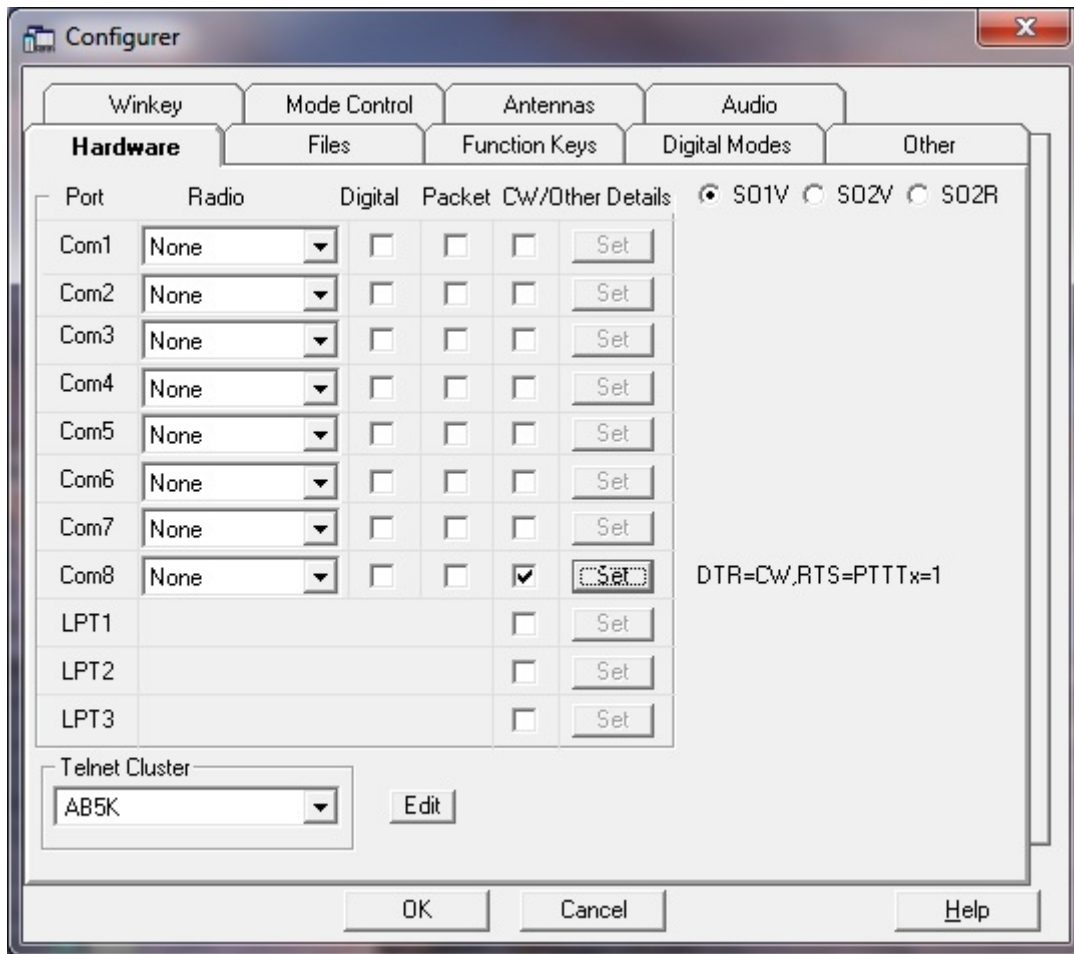 Configurer
Winkey Mode Control Antennas Audio
Hardware Files Function Keys Digital Modes Other
Port Radio Digital Packet CW/Other Details SO1V SO2V SO2R
Com1 None Set
Com2 None Set
Com3 None Set
Com4 None Set
Com5 None Set
Com6 None Set
Com7 None Set
Com8 None Set DTR=CW,RTS=PTTTx=1
LPT1 Set
LPT2 Set
LPT3 Set
Telnet Cluster
AB5K Edit
OK Cancel Help